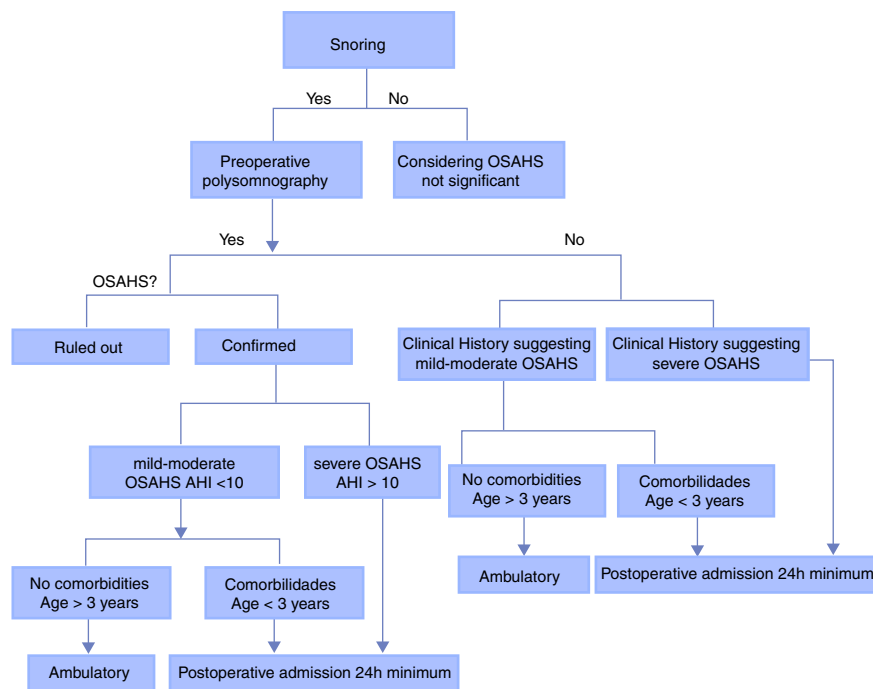 Snoring
Yes
No
Preoperative
polysomnography
Considering OSAHS
not significant
Yes
No
OSAHS?
Ruled out
Confirmed
Clinical History suggesting
mild-moderate OSAHS
Clinical History suggesting
severe OSAHS
mild-moderate
OSAHS AHI <10
severe OSAHS
AHI > 10
No comorbidities
Age > 3 years
Comorbilidades
Age < 3 years
Ambulatory
Postoperative admission 24h minimum
No comorbidities
Age > 3 years
Comorbilidades
Age < 3 years
Ambulatory
Postoperative admission 24h minimum